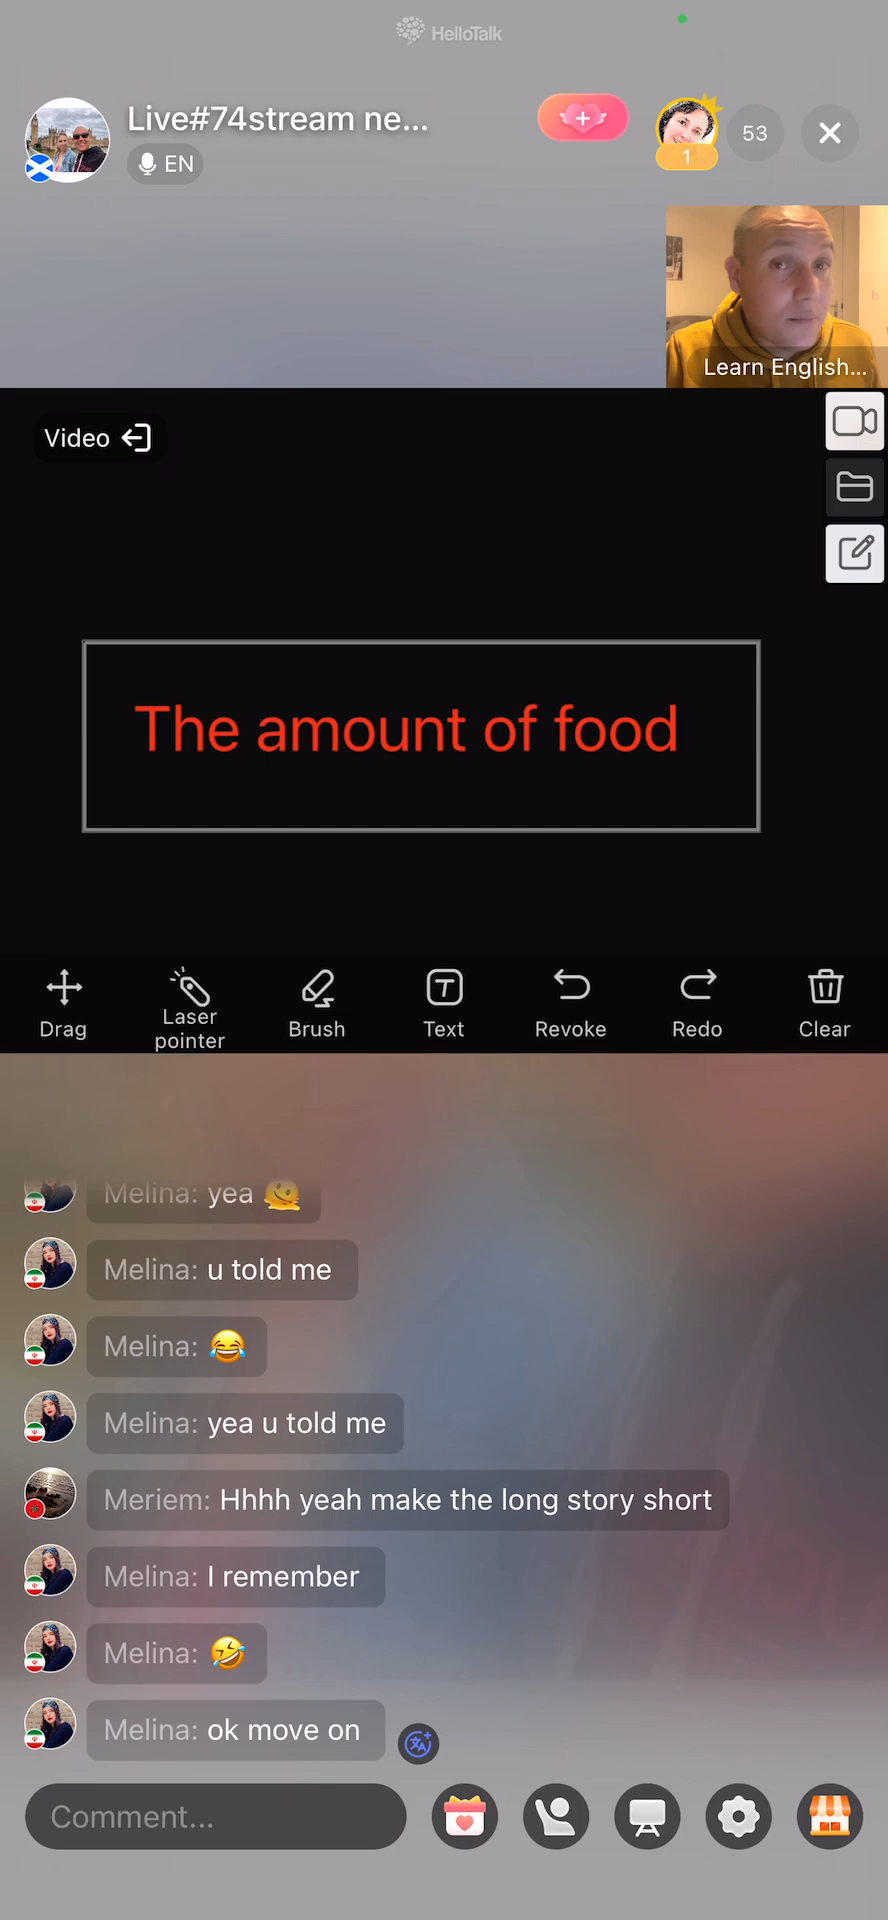 HelloTalk
Live#74stream ne...
EN
1
53
Learn English...
Video
The amount of food
Drag
Laser pointer
Brush
Text
Revoke
Redo
Clear
Melina: yea 🫠
Melina: u told me
Melina: 😂
Melina: yea u told me
Meriem: Hhhh yeah make the long story short
Melina: I remember
Melina: 🤣
Melina: ok move on
Comment...